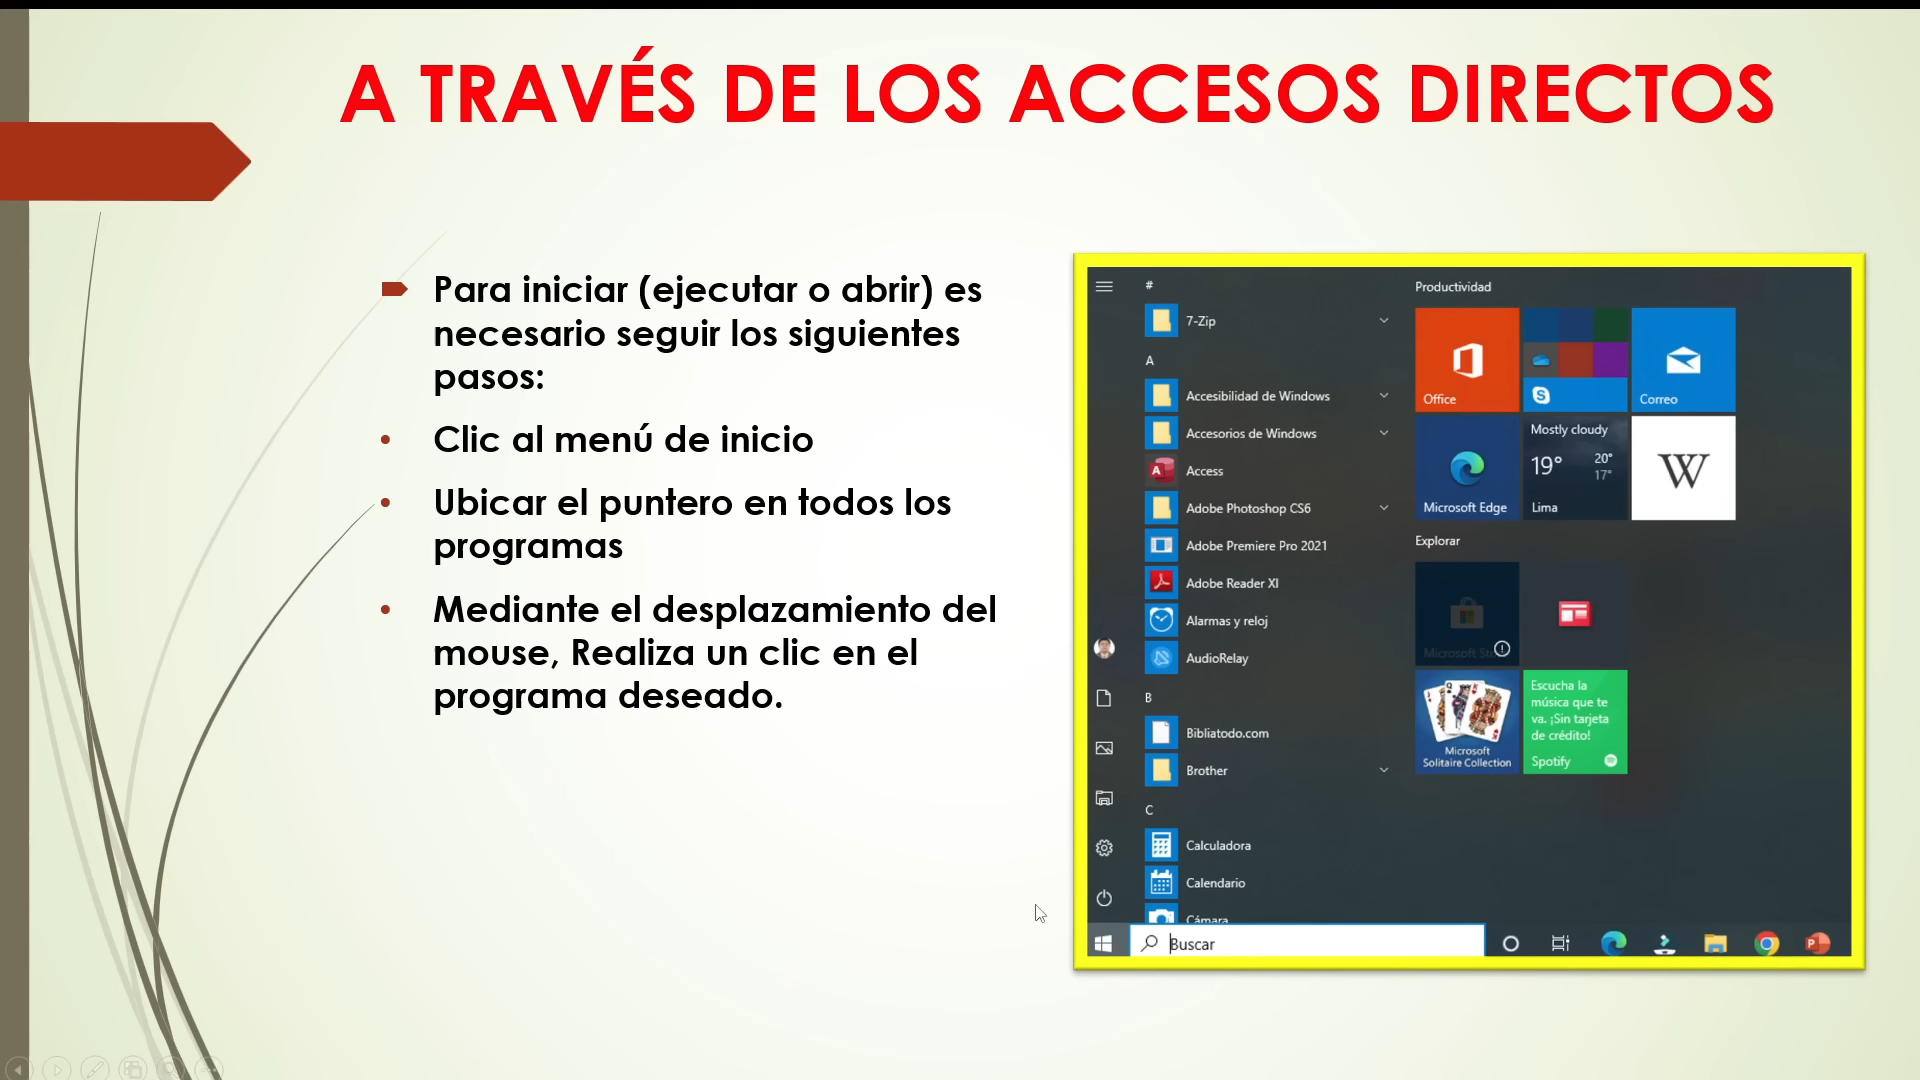 A TRAVÉS DE LOS ACCESOS DIRECTOS
Para iniciar (ejecutar o abrir) es
necesario seguir los siguientes
pasos:
Clic al menú de inicio
Ubicar el puntero en todos los
programas
Mediante el desplazamiento del
mouse, Realiza un clic en el
programa deseado.
#
7-Zip
A
Accesibilidad de Windows
Accesorios de Windows
Access
Adobe Photoshop CS6
Adobe Premiere Pro 2021
Adobe Reader XI
Alarmas y reloj
AudioRelay
B
Bibliatodo.com
Brother
C
Calculadora
Calendario
Cámara
Buscar
Productividad
Office
Correo
Microsoft Edge
Mostly cloudy
19°
20°
17°
Lima
W
Explorar
Microsoft
Microsoft
Solitaire Collection
Escucha la
música que te
va. ¡Sin tarjeta
de crédito!
Spotify